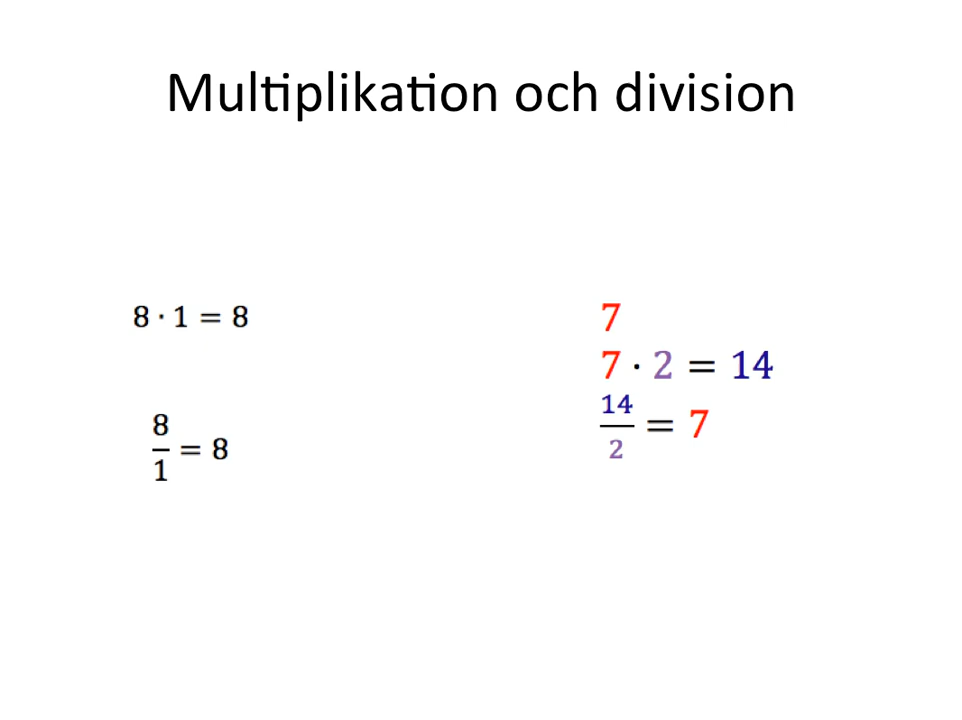 Multiplikation och division
8 · 1 = 8
8/1 = 8
7
7 · 2 = 14
14/2 = 7